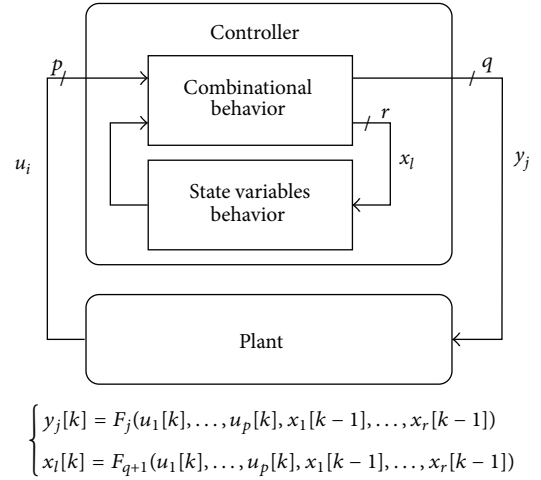 Controller
p
q
Combinational
behavior
r
u_i
x_l
y_j
State variables
behavior
Plant
y_j[k] = F_j(u_1[k], …, u_p[k], x_1[k − 1], …, x_r[k − 1])
x_l[k] = F_{q+1}(u_1[k], …, u_p[k], x_1[k − 1], …, x_r[k − 1])